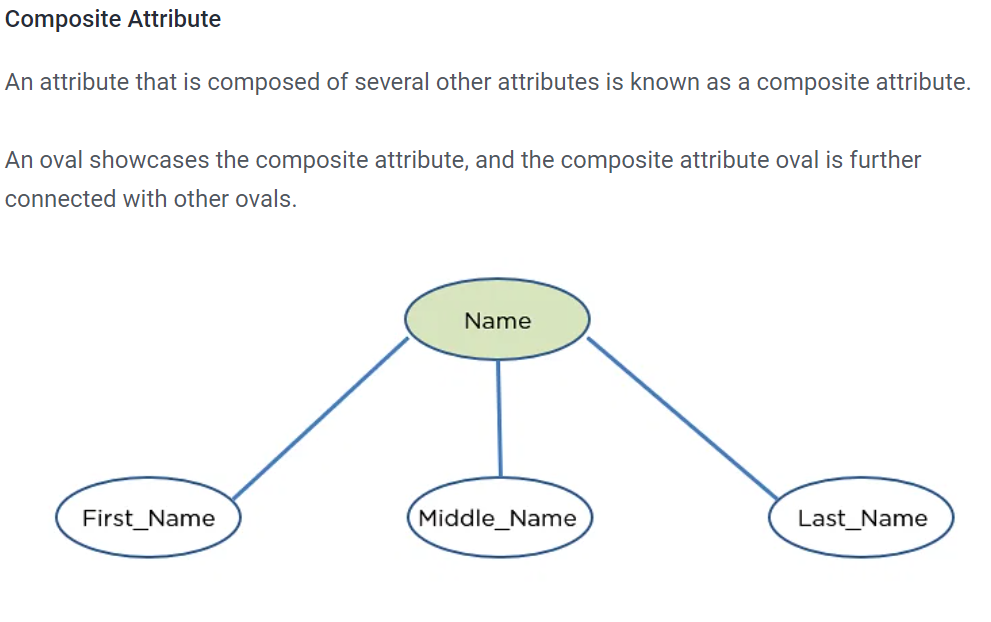 Composite Attribute
An attribute that is composed of several other attributes is known as a composite attribute.
An oval showcases the composite attribute, and the composite attribute oval is further
connected with other ovals.
Name
First_Name
Middle_Name
Last_Name